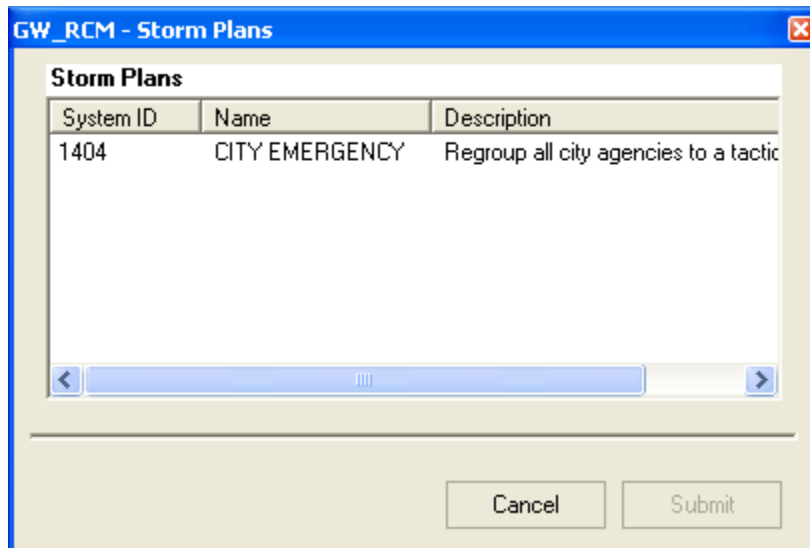 GW_RCM - Storm Plans
Storm Plans
System ID Name Description
1404 CITY EMERGENCY Regroup all city agencies to a tactic
Cancel Submit